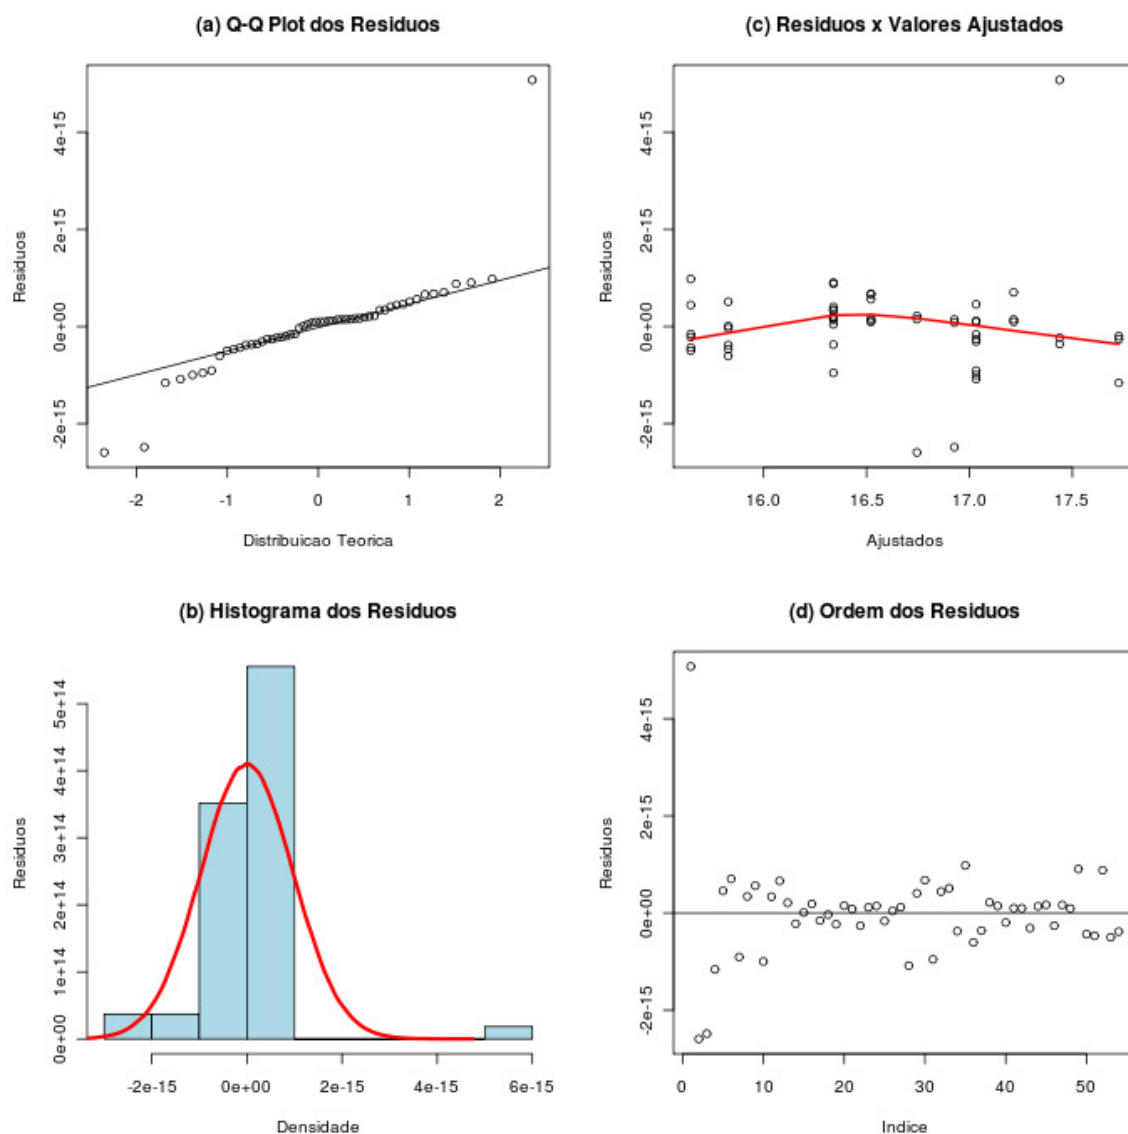 (a) Q-Q Plot dos Residuos
Residuos
-2e-15 0e+00 2e-15 4e-15
-2 -1 0 1 2
Distribuicao Teorica
(c) Residuos x Valores Ajustados
Residuos
-2e-15 0e+00 2e-15 4e-15
16.0 16.5 17.0 17.5
Ajustados
(b) Histograma dos Residuos
Residuos
0e+00 1e+14 2e+14 3e+14 4e+14 5e+14
-2e-15 0e+00 2e-15 4e-15 6e-15
Densidade
(d) Ordem dos Residuos
Residuos
-2e-15 0e+00 2e-15 4e-15
0 10 20 30 40 50
Indice